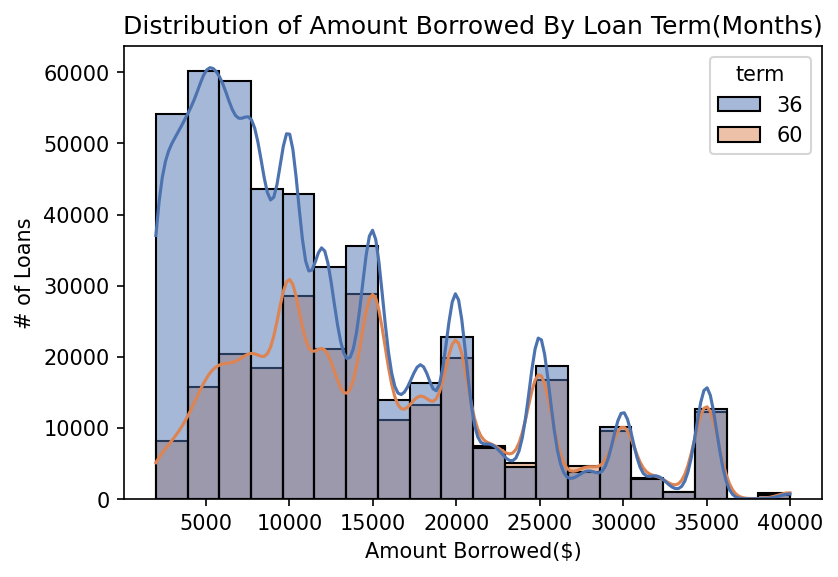 Distribution of Amount Borrowed By Loan Term(Months)
term
36
60
# of Loans
60000
50000
40000
30000
20000
10000
0
5000 10000 15000 20000 25000 30000 35000 40000
Amount Borrowed($)